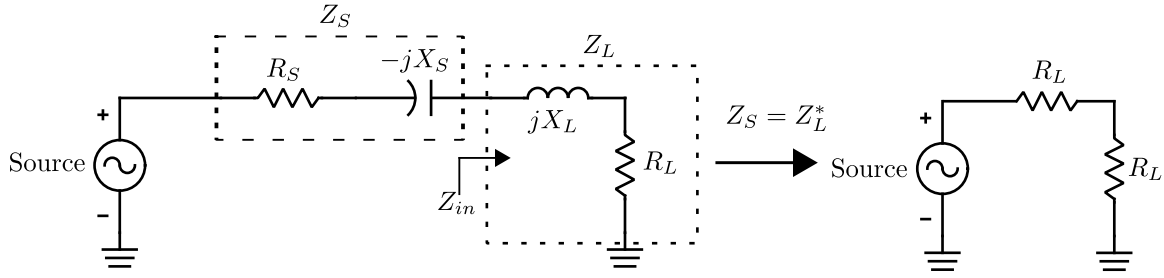 Z_S
R_S
-jX_S
Z_L
jX_L
R_L
Z_in
+
Source
−
Z_S = Z_L^*
R_L
+
Source
−
R_L